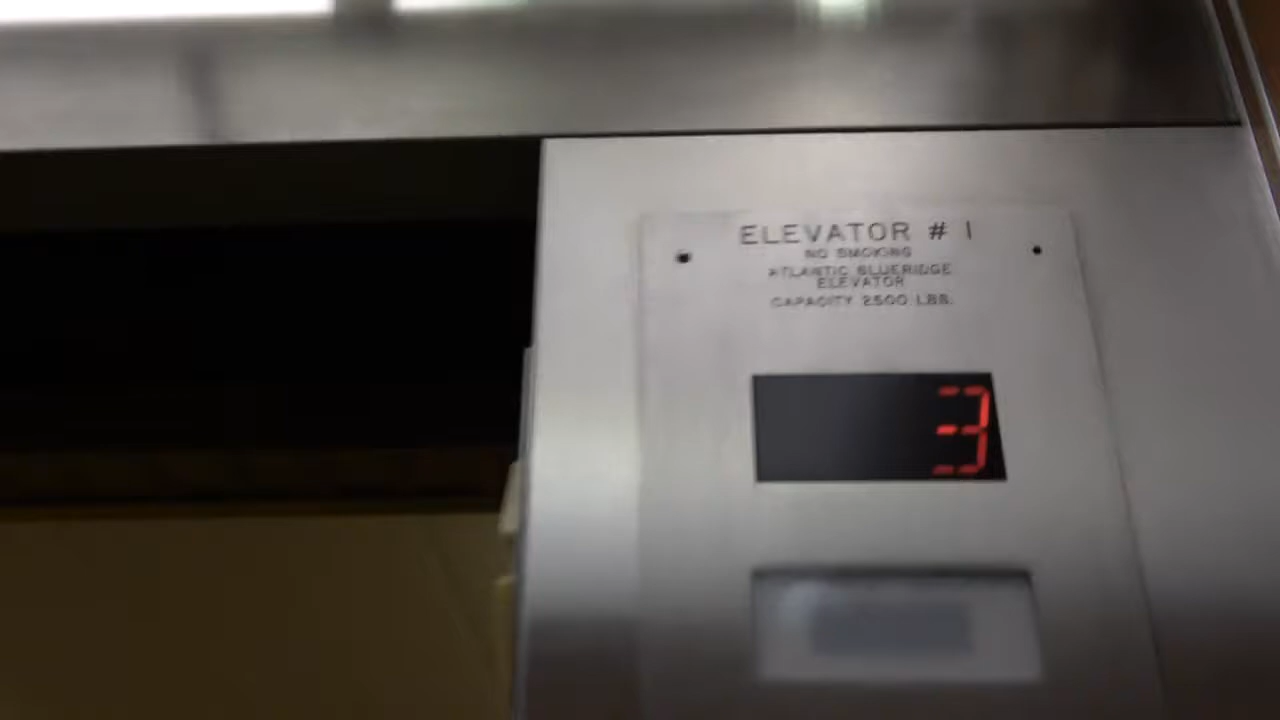 ELEVATOR # 1
NO SMOKING
ATLANTIC BLUERIDGE
ELEVATOR
CAPACITY 2500 LBS.
3